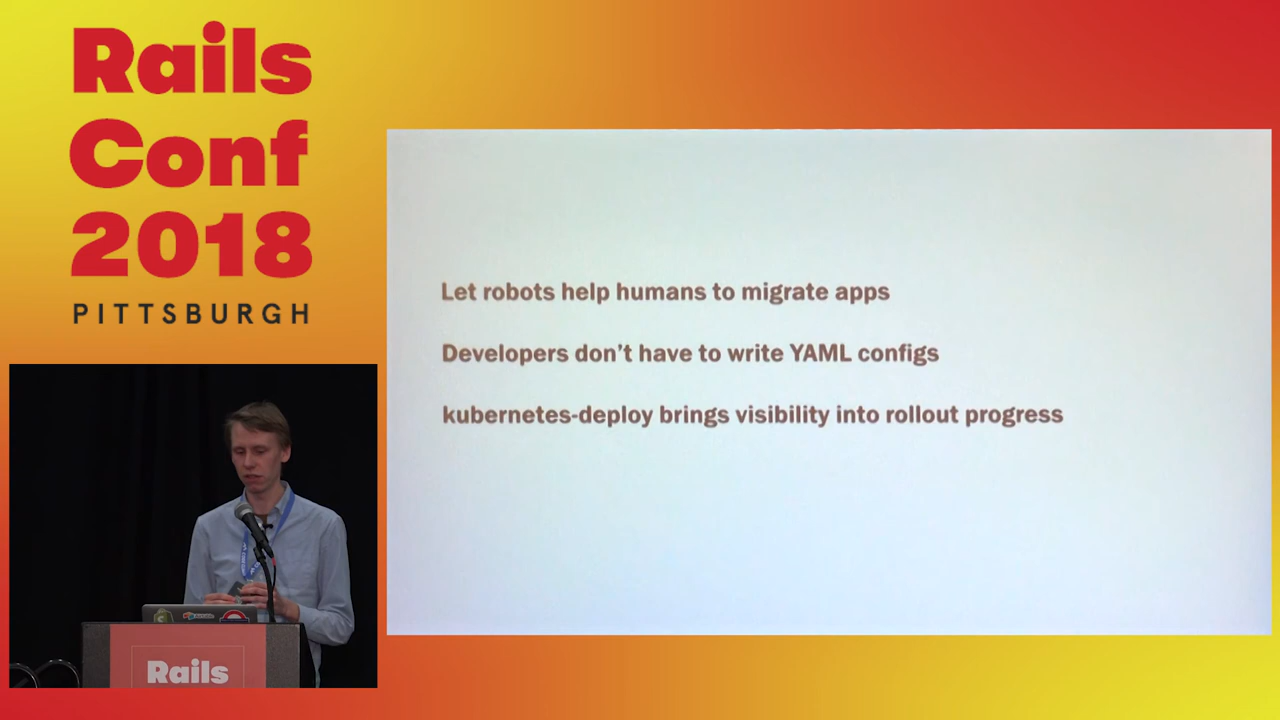 Rails
Conf
2018
PITTSBURGH
Let robots help humans to migrate apps
Developers don’t have to write YAML configs
kubernetes-deploy brings visibility into rollout progress
Rails